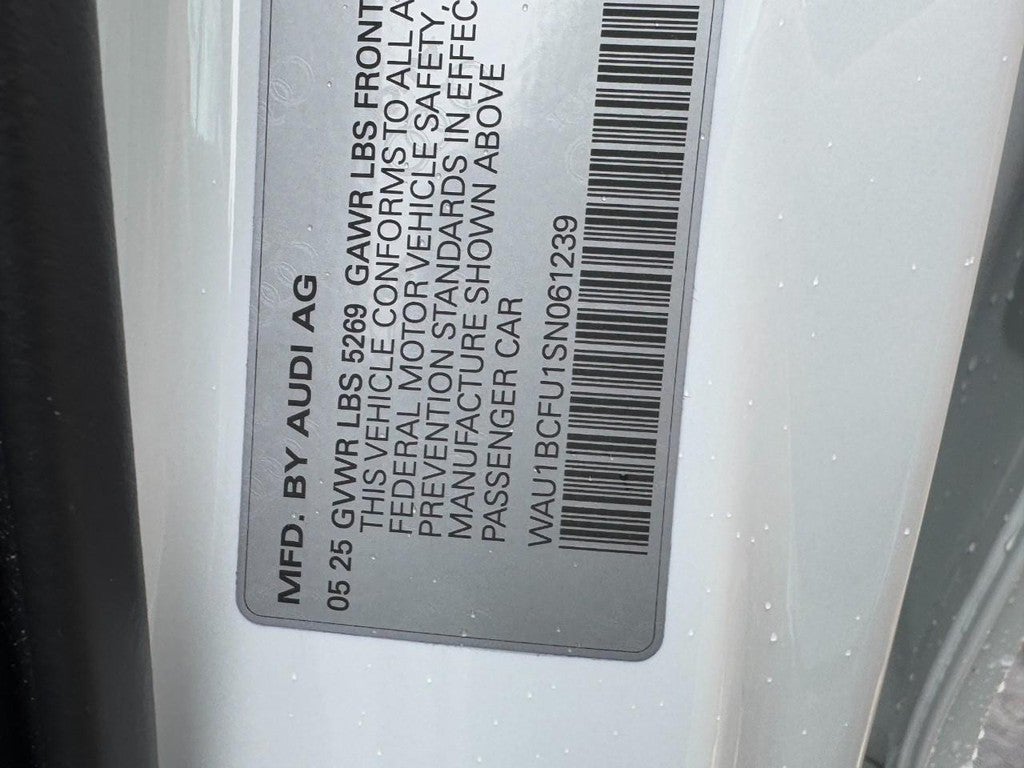 MFD. BY AUDI AG
05 25 GVWR LBS 5269 GAWR LBS FRONT
THIS VEHICLE CONFORMS TO ALL A
FEDERAL MOTOR VEHICLE SAFETY,
PREVENTION STANDARDS IN EFFEC
MANUFACTURE SHOWN ABOVE
PASSENGER CAR
WAU1BCFU1SN061239